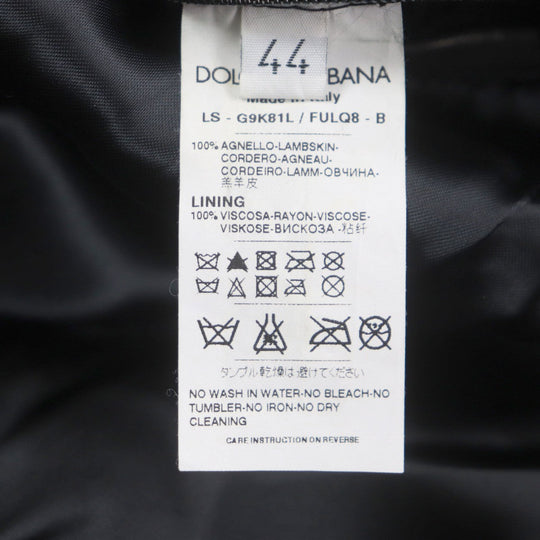 44
DOL BANA
Made in Italy
LS - G9K81L / FULQ8 - B
100% AGNELLO-LAMBSKIN-
CORDERO-AGNEAU-
CORDEIRO-LAMM-ОВЧИНА-
羔羊皮
LINING
100% VISCOSA-RAYON-VISCOSE-
VISKOSE-ВИСКОЗА -粘纤
タンブル乾燥は避けてください
NO WASH IN WATER-NO BLEACH-NO
TUMBLER-NO IRON-NO DRY
CLEANING
CARE INSTRUCTION ON REVERSE